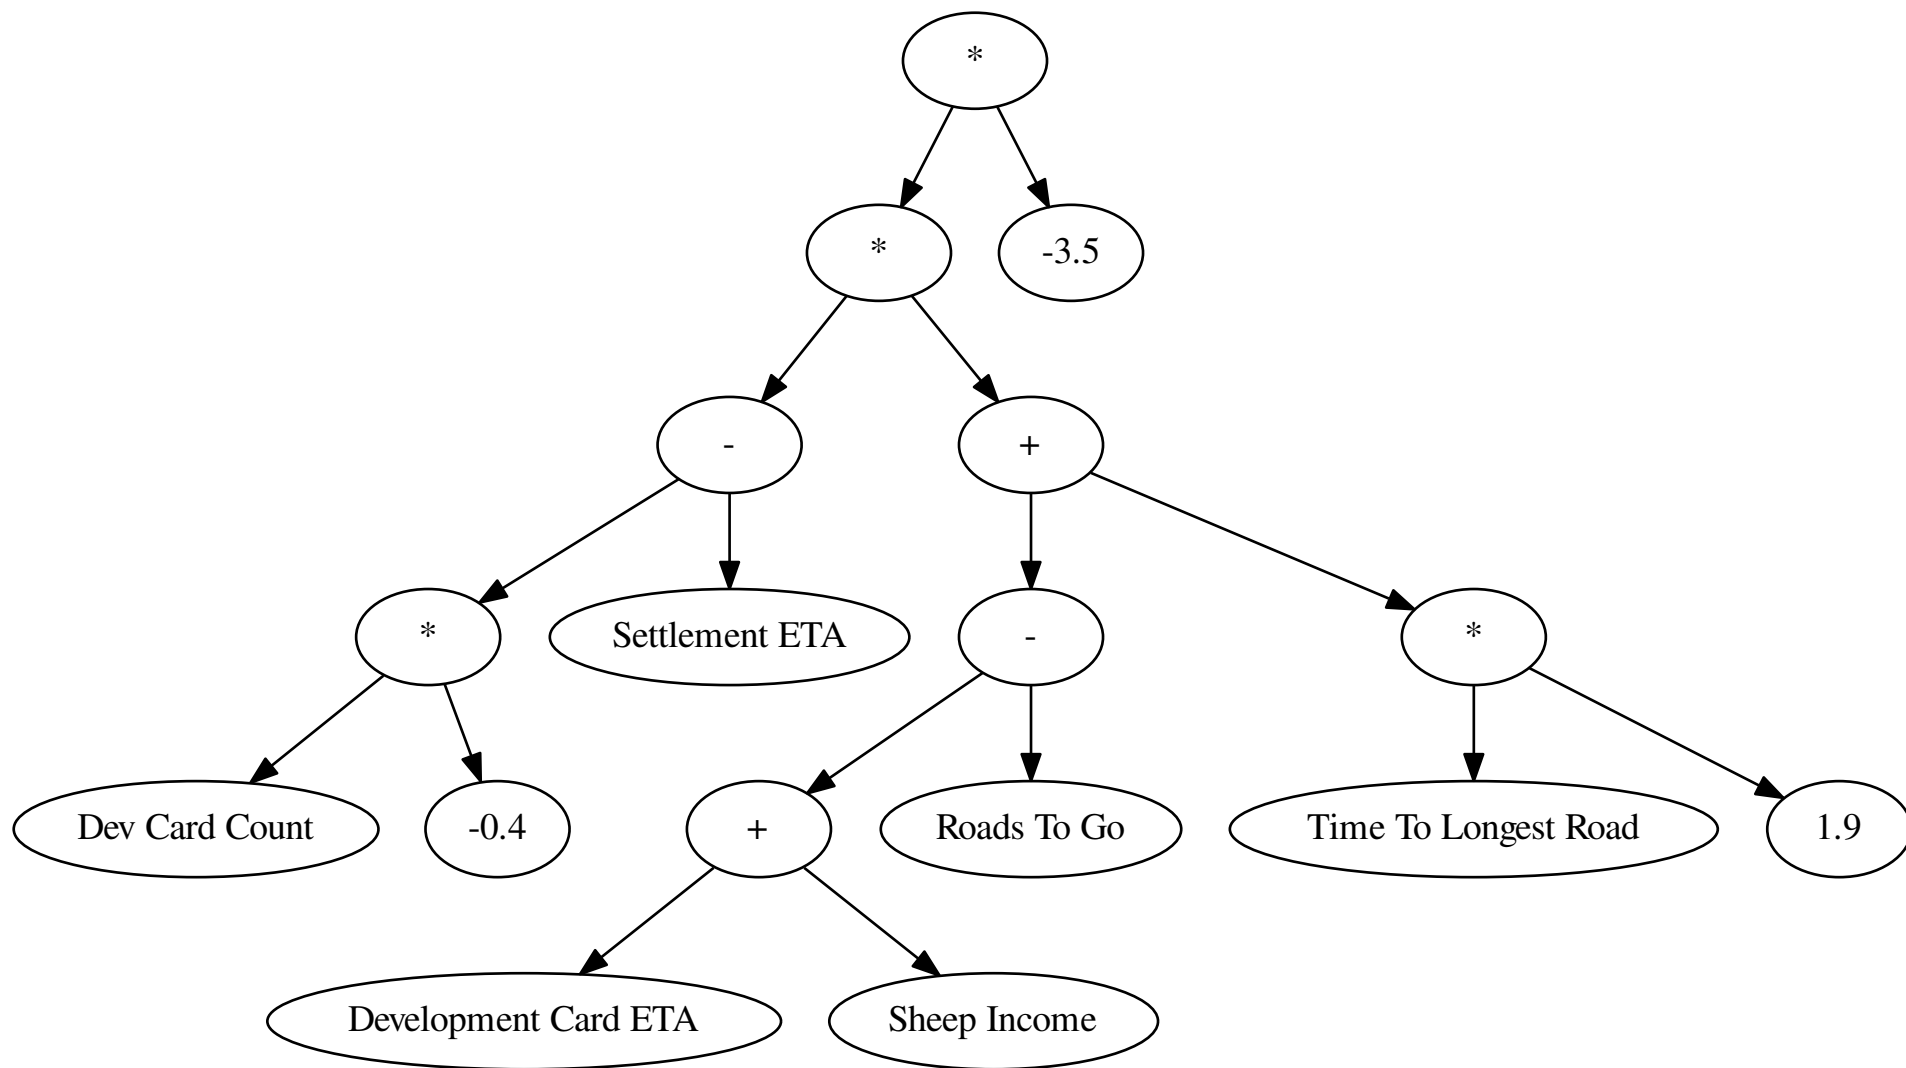 *
*
-3.5
-
+
*
Settlement ETA
-
*
Dev Card Count
-0.4
+
Roads To Go
Time To Longest Road
1.9
Development Card ETA
Sheep Income